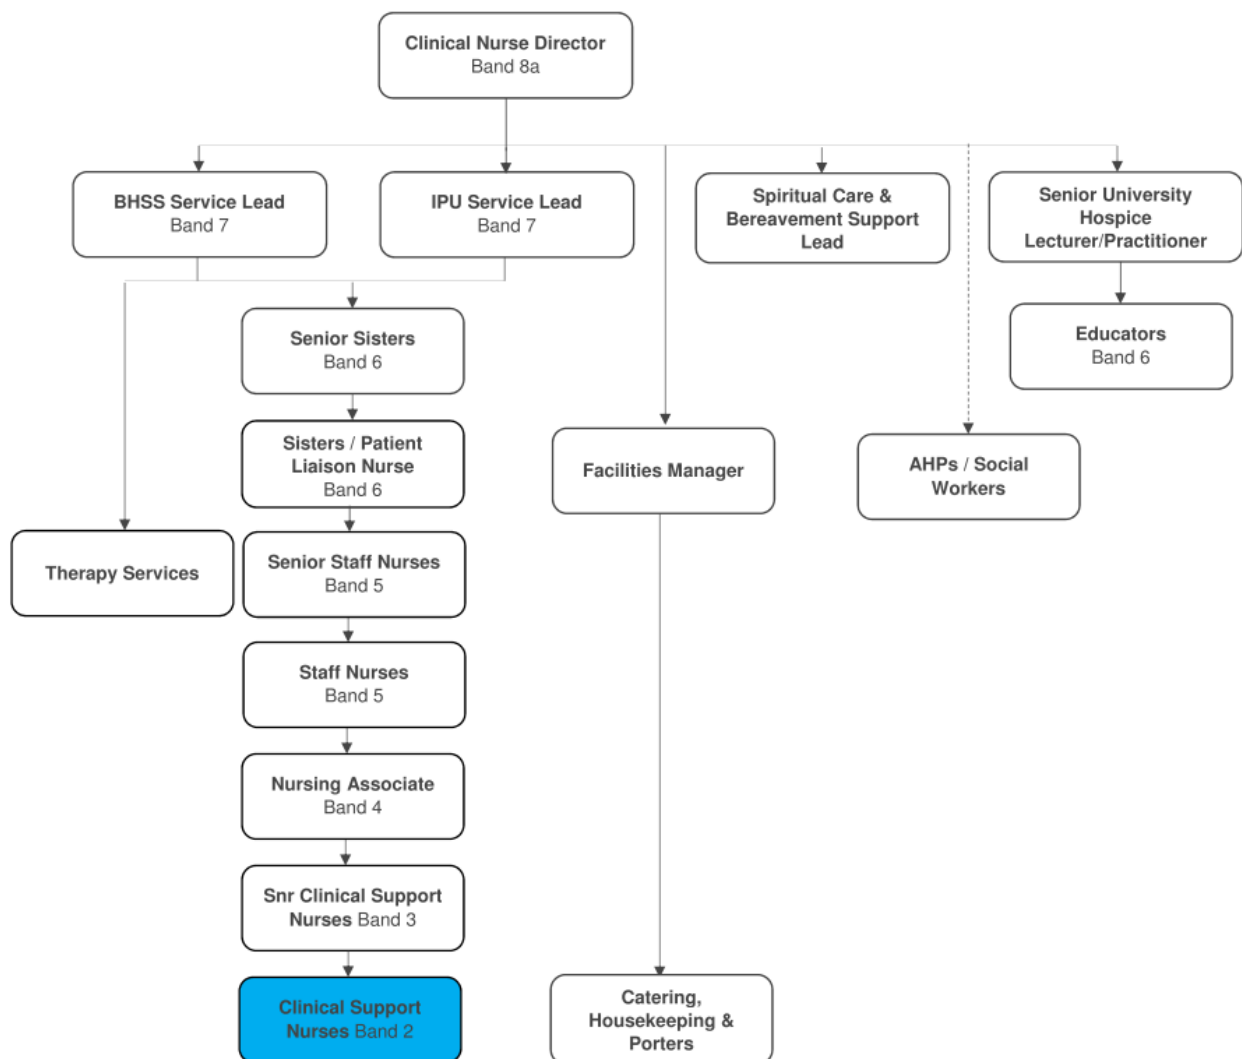 Clinical Nurse Director
Band 8a
BHSS Service Lead
Band 7
IPU Service Lead
Band 7
Spiritual Care &
Bereavement Support
Lead
Senior University
Hospice
Lecturer/Practitioner
Senior Sisters
Band 6
Educators
Band 6
Sisters / Patient
Liaison Nurse
Band 6
Facilities Manager
AHPs / Social
Workers
Therapy Services
Senior Staff Nurses
Band 5
Staff Nurses
Band 5
Nursing Associate
Band 4
Snr Clinical Support
Nurses Band 3
Clinical Support
Nurses Band 2
Catering,
Housekeeping &
Porters